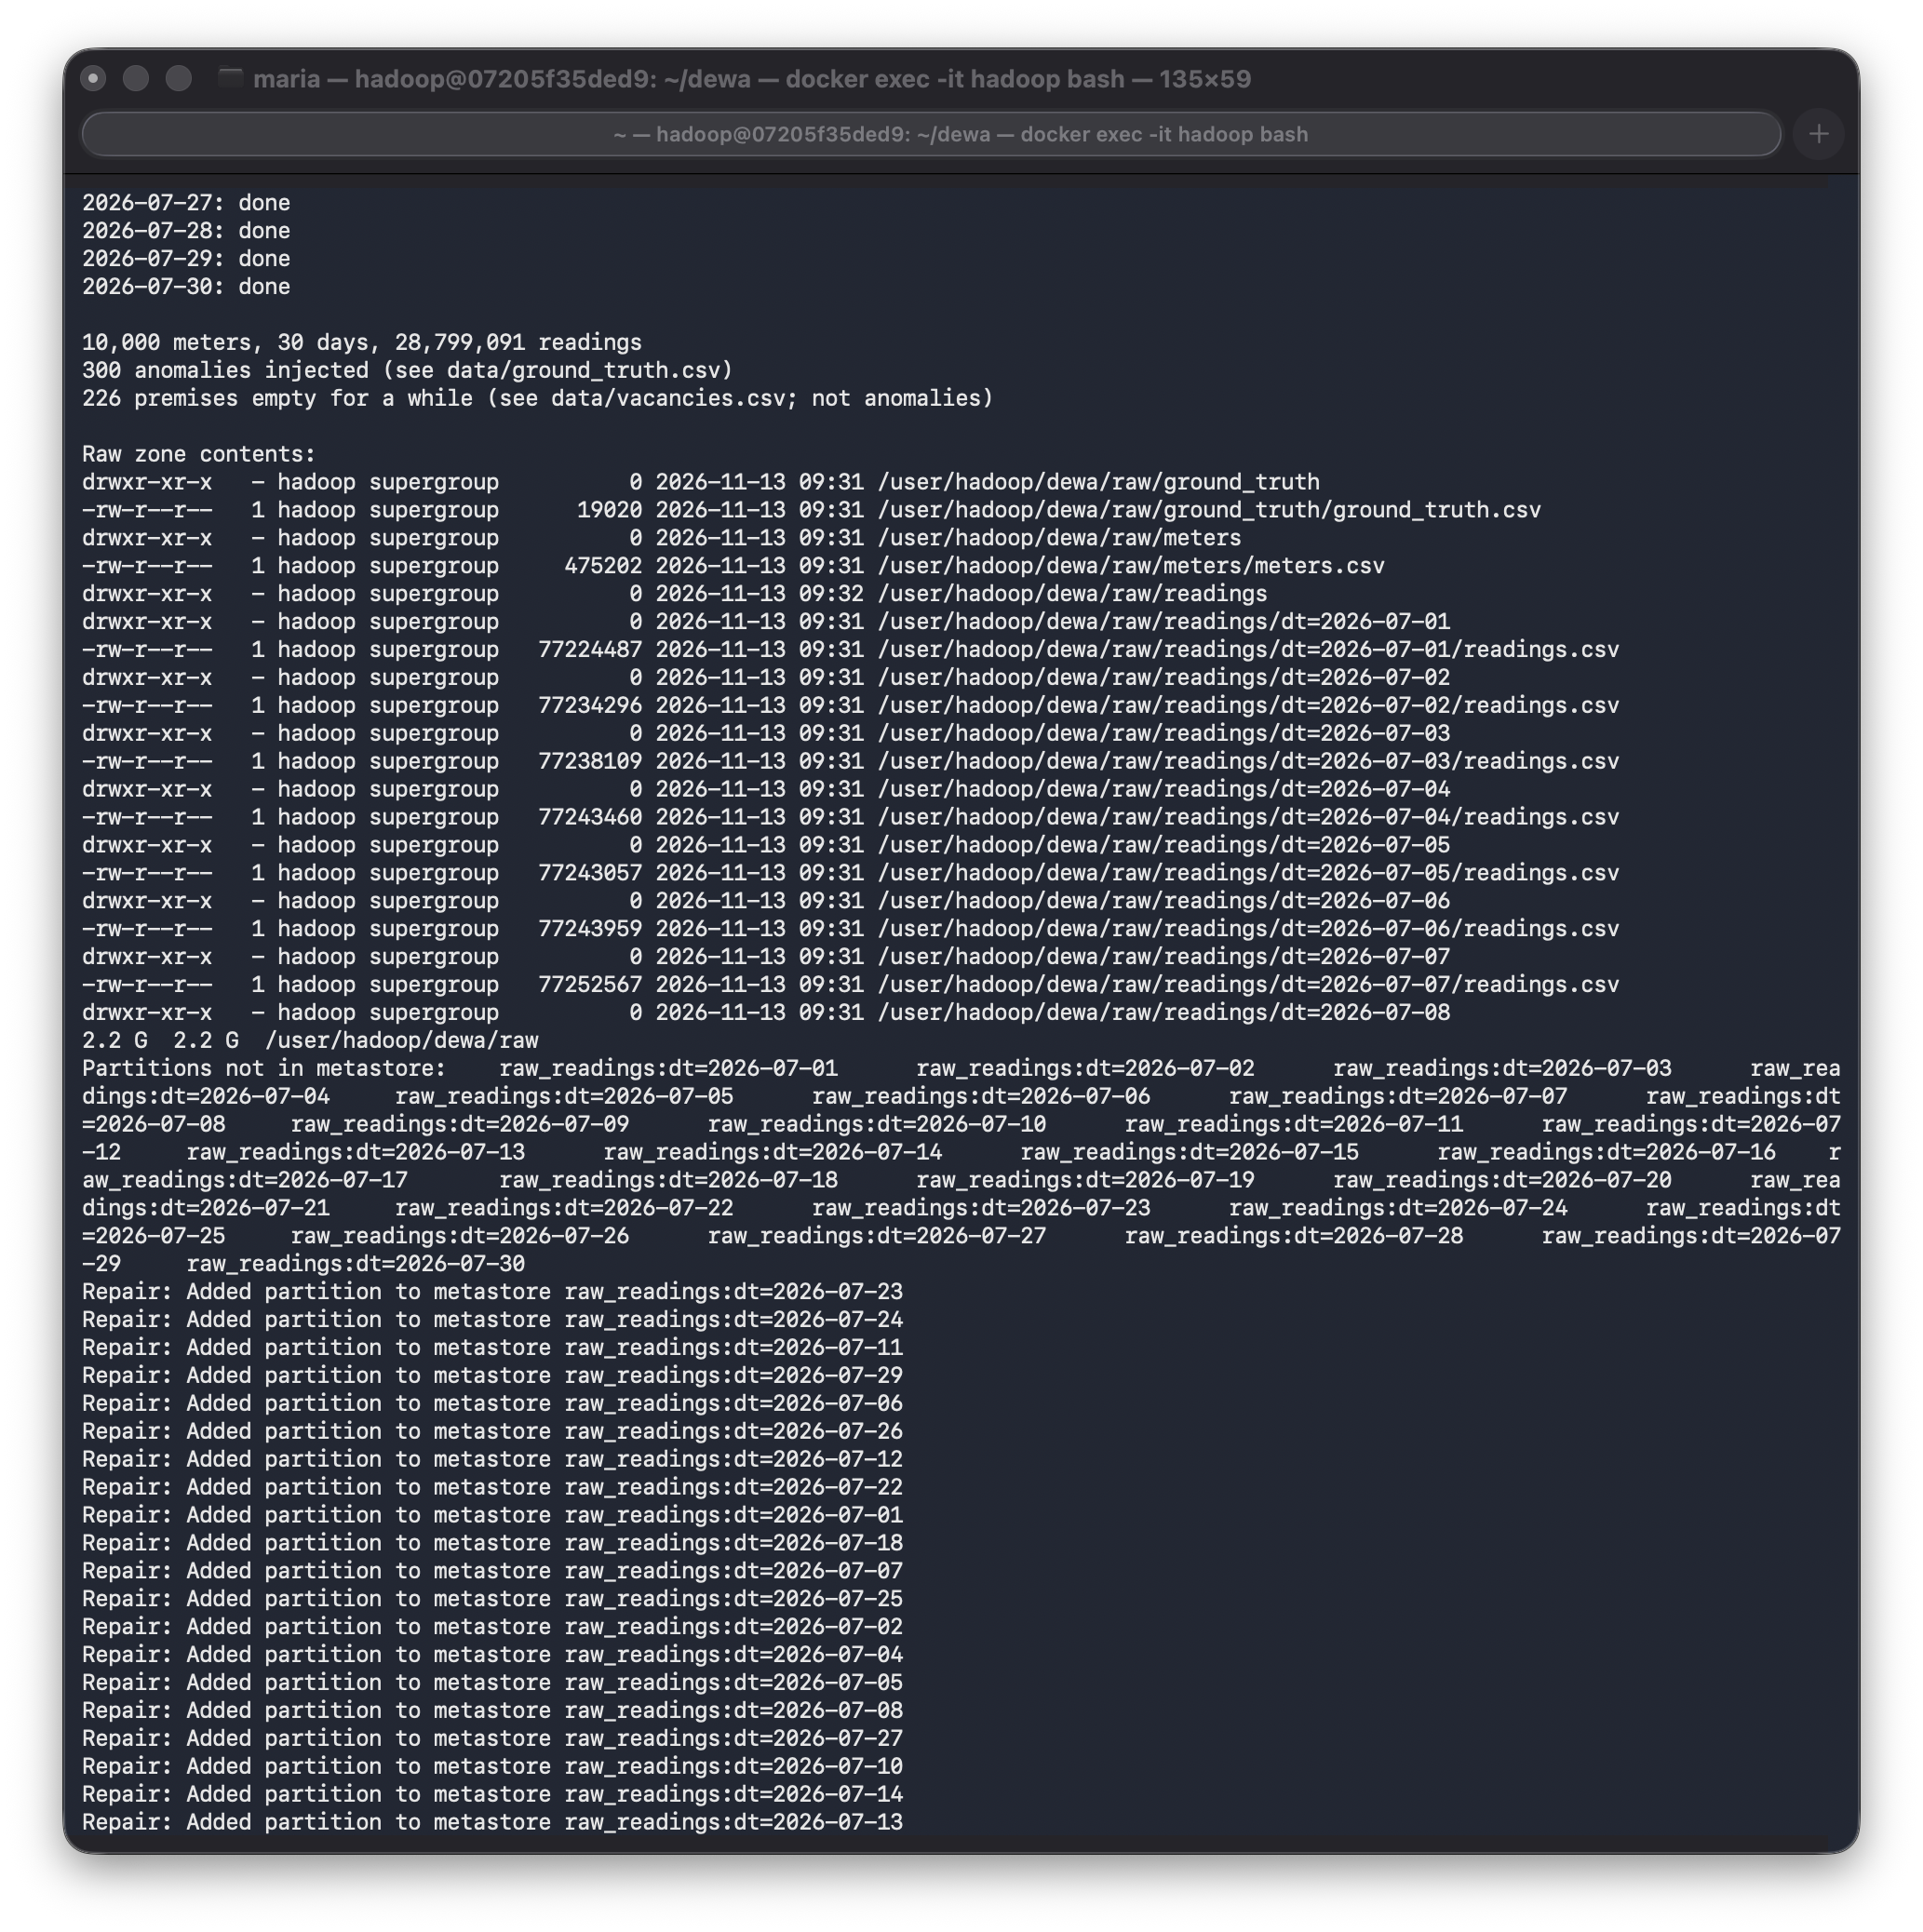 maria — hadoop@07205f35ded9: ~/dewa — docker exec -it hadoop bash — 135×59
~ — hadoop@07205f35ded9: ~/dewa — docker exec -it hadoop bash
2026-07-27: done
2026-07-28: done
2026-07-29: done
2026-07-30: done
10,000 meters, 30 days, 28,799,091 readings
300 anomalies injected (see data/ground_truth.csv)
226 premises empty for a while (see data/vacancies.csv; not anomalies)
Raw zone contents:
drwxr-xr-x   - hadoop supergroup          0 2026-11-13 09:31 /user/hadoop/dewa/raw/ground_truth
-rw-r--r--   1 hadoop supergroup      19020 2026-11-13 09:31 /user/hadoop/dewa/raw/ground_truth/ground_truth.csv
drwxr-xr-x   - hadoop supergroup          0 2026-11-13 09:31 /user/hadoop/dewa/raw/meters
-rw-r--r--   1 hadoop supergroup     475202 2026-11-13 09:31 /user/hadoop/dewa/raw/meters/meters.csv
drwxr-xr-x   - hadoop supergroup          0 2026-11-13 09:32 /user/hadoop/dewa/raw/readings
drwxr-xr-x   - hadoop supergroup          0 2026-11-13 09:31 /user/hadoop/dewa/raw/readings/dt=2026-07-01
-rw-r--r--   1 hadoop supergroup   77224487 2026-11-13 09:31 /user/hadoop/dewa/raw/readings/dt=2026-07-01/readings.csv
drwxr-xr-x   - hadoop supergroup          0 2026-11-13 09:31 /user/hadoop/dewa/raw/readings/dt=2026-07-02
-rw-r--r--   1 hadoop supergroup   77234296 2026-11-13 09:31 /user/hadoop/dewa/raw/readings/dt=2026-07-02/readings.csv
drwxr-xr-x   - hadoop supergroup          0 2026-11-13 09:31 /user/hadoop/dewa/raw/readings/dt=2026-07-03
-rw-r--r--   1 hadoop supergroup   77238109 2026-11-13 09:31 /user/hadoop/dewa/raw/readings/dt=2026-07-03/readings.csv
drwxr-xr-x   - hadoop supergroup          0 2026-11-13 09:31 /user/hadoop/dewa/raw/readings/dt=2026-07-04
-rw-r--r--   1 hadoop supergroup   77243460 2026-11-13 09:31 /user/hadoop/dewa/raw/readings/dt=2026-07-04/readings.csv
drwxr-xr-x   - hadoop supergroup          0 2026-11-13 09:31 /user/hadoop/dewa/raw/readings/dt=2026-07-05
-rw-r--r--   1 hadoop supergroup   77243057 2026-11-13 09:31 /user/hadoop/dewa/raw/readings/dt=2026-07-05/readings.csv
drwxr-xr-x   - hadoop supergroup          0 2026-11-13 09:31 /user/hadoop/dewa/raw/readings/dt=2026-07-06
-rw-r--r--   1 hadoop supergroup   77243959 2026-11-13 09:31 /user/hadoop/dewa/raw/readings/dt=2026-07-06/readings.csv
drwxr-xr-x   - hadoop supergroup          0 2026-11-13 09:31 /user/hadoop/dewa/raw/readings/dt=2026-07-07
-rw-r--r--   1 hadoop supergroup   77252567 2026-11-13 09:31 /user/hadoop/dewa/raw/readings/dt=2026-07-07/readings.csv
drwxr-xr-x   - hadoop supergroup          0 2026-11-13 09:31 /user/hadoop/dewa/raw/readings/dt=2026-07-08
2.2 G  2.2 G  /user/hadoop/dewa/raw
Partitions not in metastore:    raw_readings:dt=2026-07-01      raw_readings:dt=2026-07-02      raw_readings:dt=2026-07-03      raw_rea
dings:dt=2026-07-04     raw_readings:dt=2026-07-05      raw_readings:dt=2026-07-06      raw_readings:dt=2026-07-07      raw_readings:dt
=2026-07-08     raw_readings:dt=2026-07-09      raw_readings:dt=2026-07-10      raw_readings:dt=2026-07-11      raw_readings:dt=2026-07
-12     raw_readings:dt=2026-07-13      raw_readings:dt=2026-07-14      raw_readings:dt=2026-07-15      raw_readings:dt=2026-07-16    r
aw_readings:dt=2026-07-17       raw_readings:dt=2026-07-18      raw_readings:dt=2026-07-19      raw_readings:dt=2026-07-20      raw_rea
dings:dt=2026-07-21     raw_readings:dt=2026-07-22      raw_readings:dt=2026-07-23      raw_readings:dt=2026-07-24      raw_readings:dt
=2026-07-25     raw_readings:dt=2026-07-26      raw_readings:dt=2026-07-27      raw_readings:dt=2026-07-28      raw_readings:dt=2026-07
-29     raw_readings:dt=2026-07-30
Repair: Added partition to metastore raw_readings:dt=2026-07-23
Repair: Added partition to metastore raw_readings:dt=2026-07-24
Repair: Added partition to metastore raw_readings:dt=2026-07-11
Repair: Added partition to metastore raw_readings:dt=2026-07-29
Repair: Added partition to metastore raw_readings:dt=2026-07-06
Repair: Added partition to metastore raw_readings:dt=2026-07-26
Repair: Added partition to metastore raw_readings:dt=2026-07-12
Repair: Added partition to metastore raw_readings:dt=2026-07-22
Repair: Added partition to metastore raw_readings:dt=2026-07-01
Repair: Added partition to metastore raw_readings:dt=2026-07-18
Repair: Added partition to metastore raw_readings:dt=2026-07-07
Repair: Added partition to metastore raw_readings:dt=2026-07-25
Repair: Added partition to metastore raw_readings:dt=2026-07-02
Repair: Added partition to metastore raw_readings:dt=2026-07-04
Repair: Added partition to metastore raw_readings:dt=2026-07-05
Repair: Added partition to metastore raw_readings:dt=2026-07-08
Repair: Added partition to metastore raw_readings:dt=2026-07-27
Repair: Added partition to metastore raw_readings:dt=2026-07-10
Repair: Added partition to metastore raw_readings:dt=2026-07-14
Repair: Added partition to metastore raw_readings:dt=2026-07-13